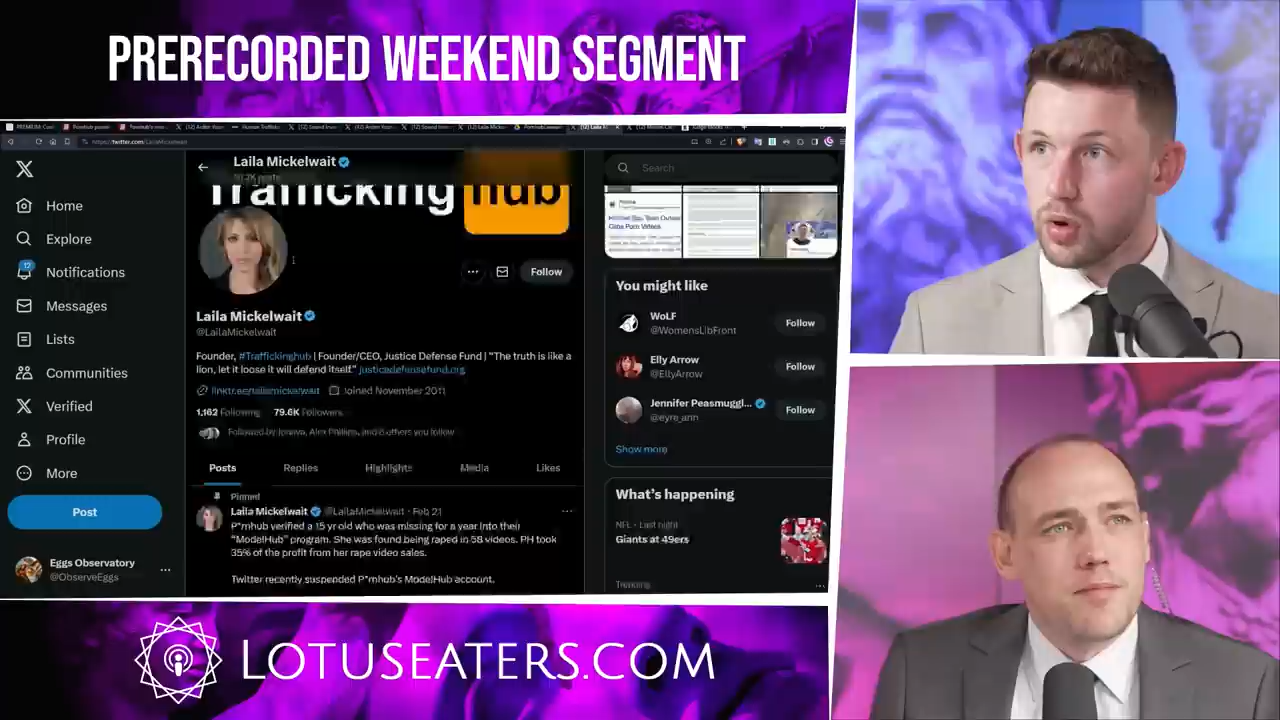 PRERECORDED WEEKEND SEGMENT
https://twitter.com/LailaMickelwait
Laila Mickelwait
Traffickinghub
Follow
Laila Mickelwait
@LailaMickelwait
Founder, #Traffickinghub | Founder/CEO, Justice Defense Fund | "The truth is like a
lion, let it loose it will defend itself." justicedefensefund.org
linktr.ee/lailamickelwait Joined November 2011
1,162 Following 79.6K Followers
Posts Replies Highlights Media Likes
Pinned
Laila Mickelwait @LailaMickelwait · Feb 21
P*rnhub verified a 15 yr old who was missing for a year into their
"ModelHub" program. She was found being raped in 58 videos. PH took
35% of the profit from her rape video sales.
Twitter recently suspended P*rnhub's ModelHub account.
Home
Explore
12
Notifications
Messages
Lists
Communities
Verified
Profile
More
Post
Eggs Observatory
@ObserveEggs
Search
You might like
WoLF
@WomensLibFront
Follow
Elly Arrow
@EllyArrow
Follow
Jennifer Peasmuggl...
@eyre_ann
Follow
Show more
What's happening
NFL · Last night
Giants at 49ers
Trending
LOTUSEATERS.COM